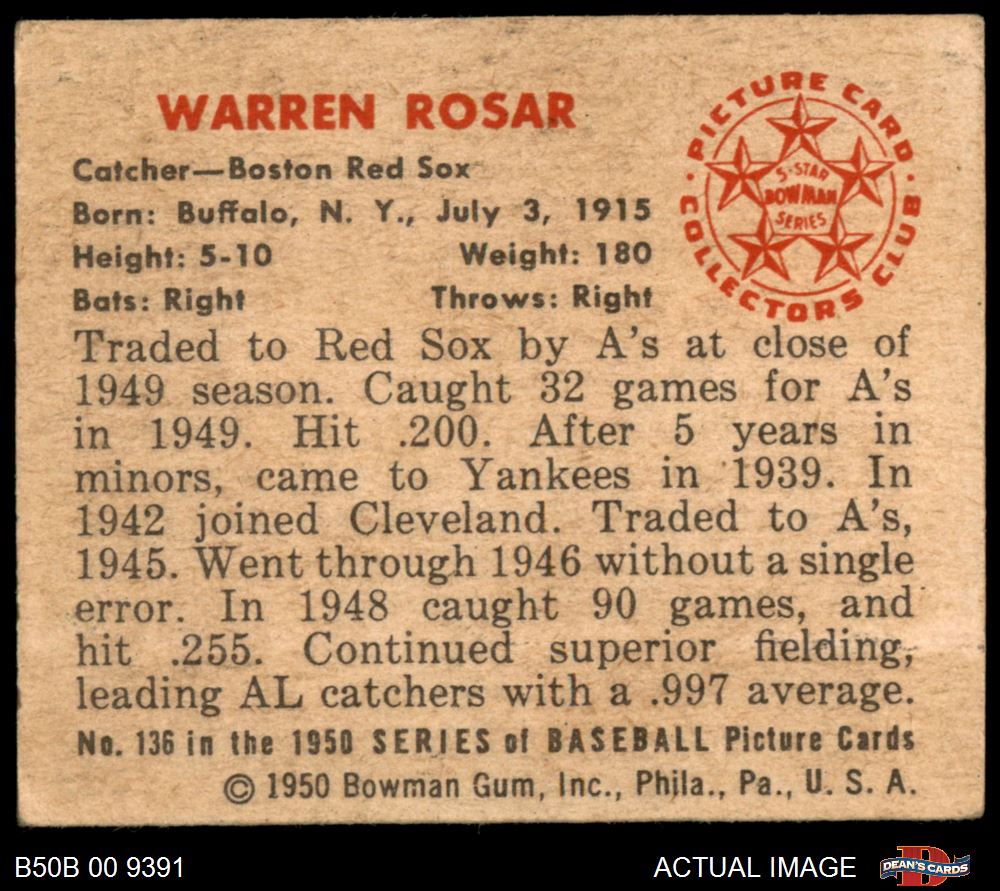 WARREN ROSAR
Catcher—Boston Red Sox
Born: Buffalo, N. Y., July 3, 1915
Height: 5-10 Weight: 180
Bats: Right Throws: Right
PICTURE CARD
COLLECTORS CLUB
5-STAR
BOWMAN
SERIES
Traded to Red Sox by A's at close of
1949 season. Caught 32 games for A's
in 1949. Hit .200. After 5 years in
minors, came to Yankees in 1939. In
1942 joined Cleveland. Traded to A's,
1945. Went through 1946 without a single
error. In 1948 caught 90 games, and
hit .255. Continued superior fielding,
leading AL catchers with a .997 average.
No. 136 in the 1950 SERIES of BASEBALL Picture Cards
© 1950 Bowman Gum, Inc., Phila., Pa., U. S. A.
B50B 00 9391
ACTUAL IMAGE
DEAN'S CARDS